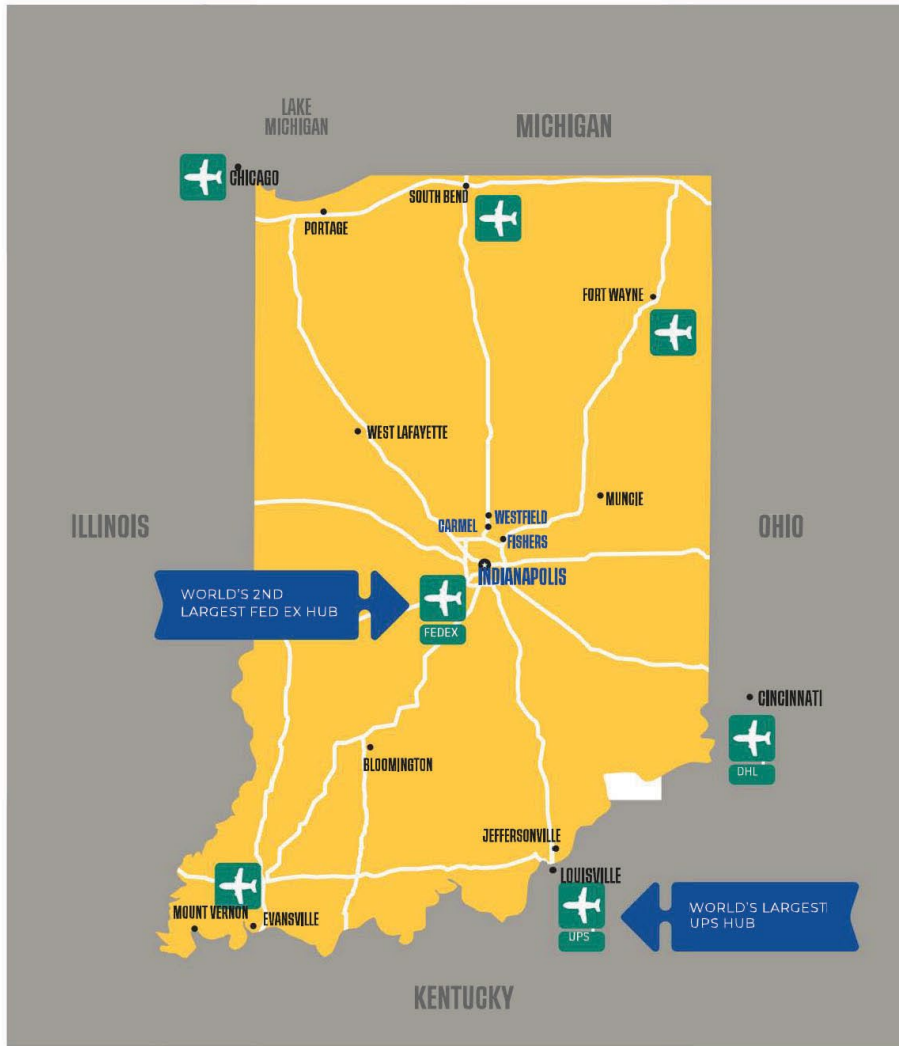 LAKE
MICHIGAN
MICHIGAN
CHICAGO
SOUTH BEND
PORTAGE
FORT WAYNE
WEST LAFAYETTE
MUNCIE
ILLINOIS
CARMEL
WESTFIELD
OHIO
FISHERS
INDIANAPOLIS
WORLD'S 2ND
LARGEST FED EX HUB
FEDEX
CINCINNATI
BLOOMINGTON
DHL
JEFFERSONVILLE
LOUISVILLE
MOUNT VERNON
EVANSVILLE
WORLD'S LARGEST
UPS HUB
UPS
KENTUCKY